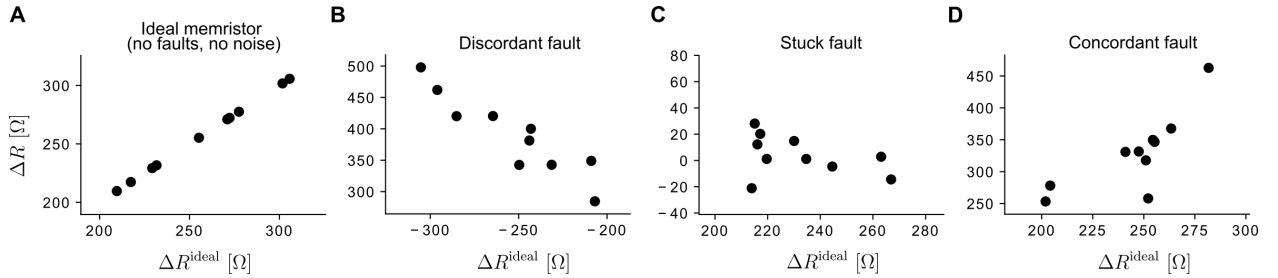 A
Ideal memristor
(no faults, no noise)
300
250
200
200
250
300
ΔR [Ω]
ΔR^ideal [Ω]
B
Discordant fault
500
450
400
350
300
−300
−250
−200
ΔR^ideal [Ω]
C
Stuck fault
80
60
40
20
0
−20
−40
200
220
240
260
280
ΔR^ideal [Ω]
D
Concordant fault
450
400
350
300
250
200
225
250
275
300
ΔR^ideal [Ω]